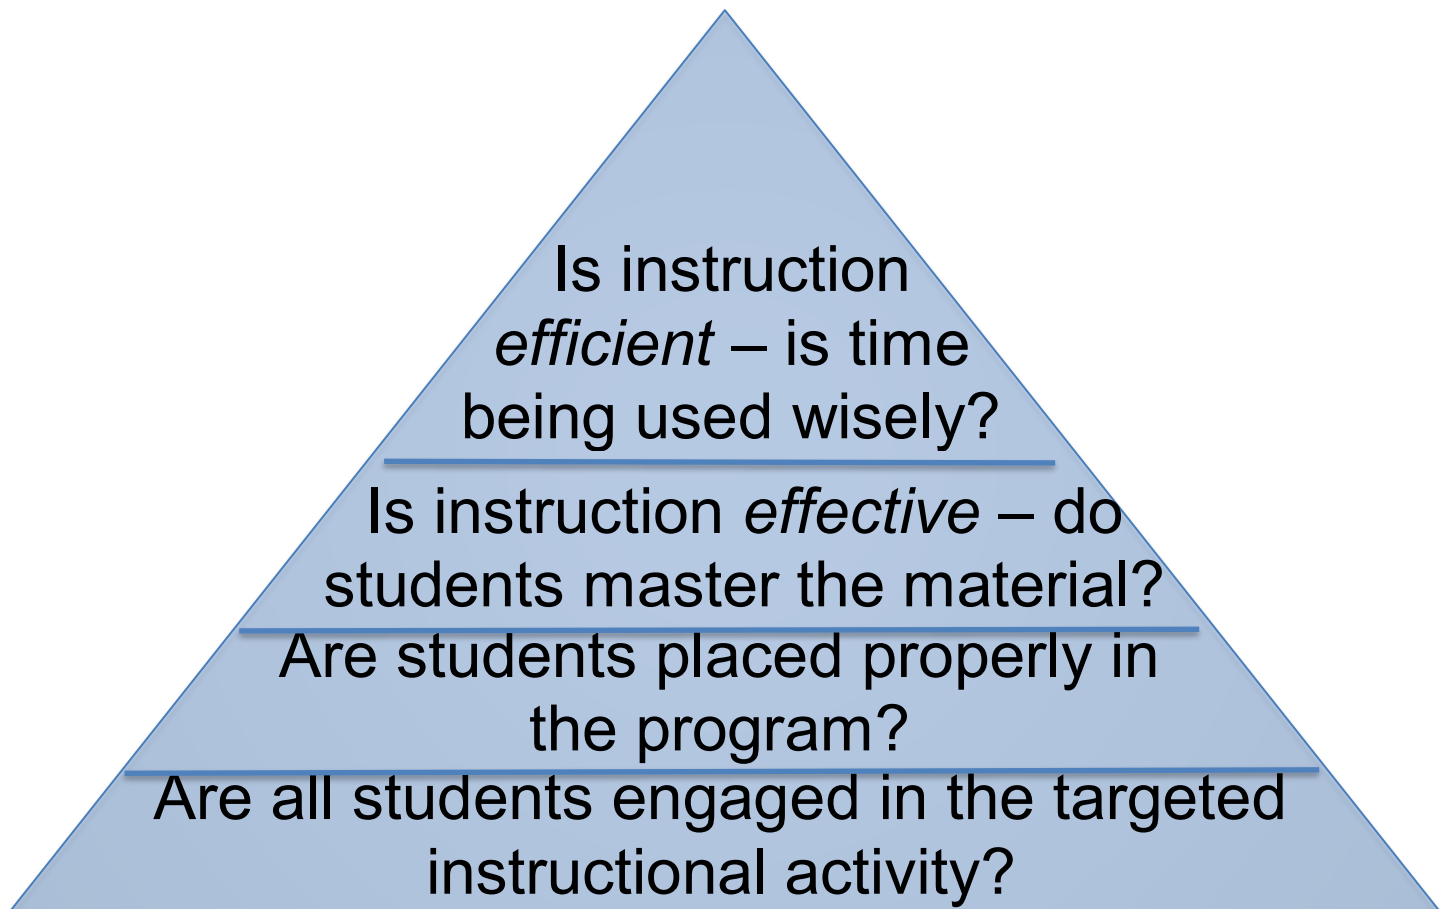 Is instruction
efficient – is time
being used wisely?
Is instruction effective – do
students master the material?
Are students placed properly in
the program?
Are all students engaged in the targeted
instructional activity?